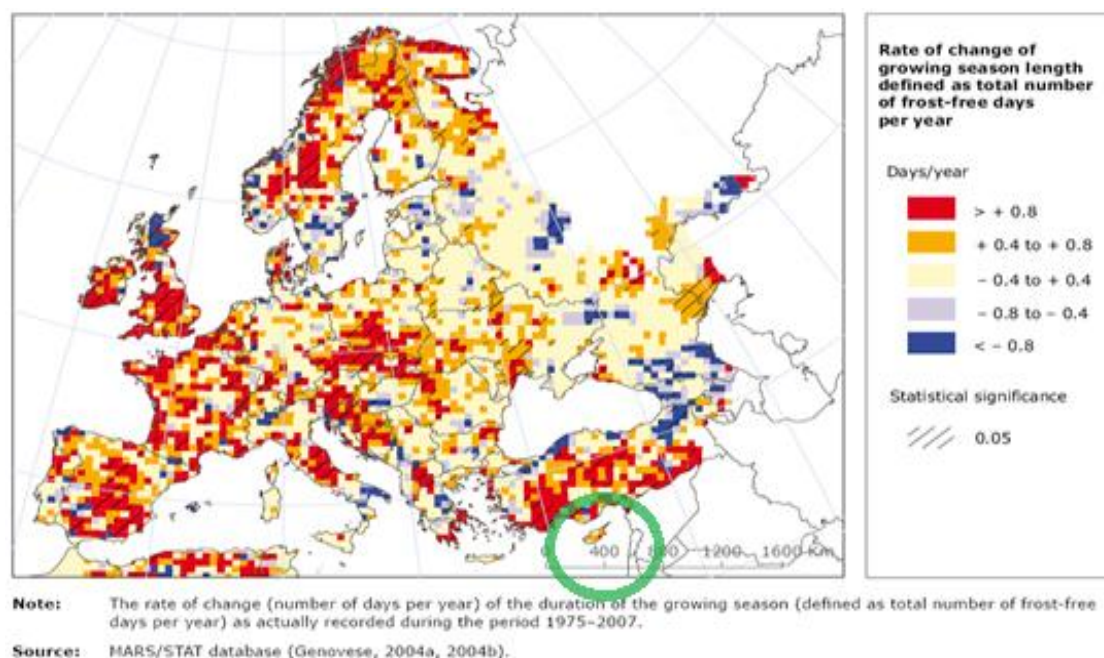 Rate of change of
growing season length
defined as total number
of frost-free days
per year
Days/year
> + 0.8
+ 0.4 to + 0.8
– 0.4 to + 0.4
– 0.8 to – 0.4
< – 0.8
Statistical significance
0.05
0 400 800 1200 1600 Km
Note: The rate of change (number of days per year) of the duration of the growing season (defined as total number of frost-free
days per year) as actually recorded during the period 1975–2007.
Source: MARS/STAT database (Genovese, 2004a, 2004b).